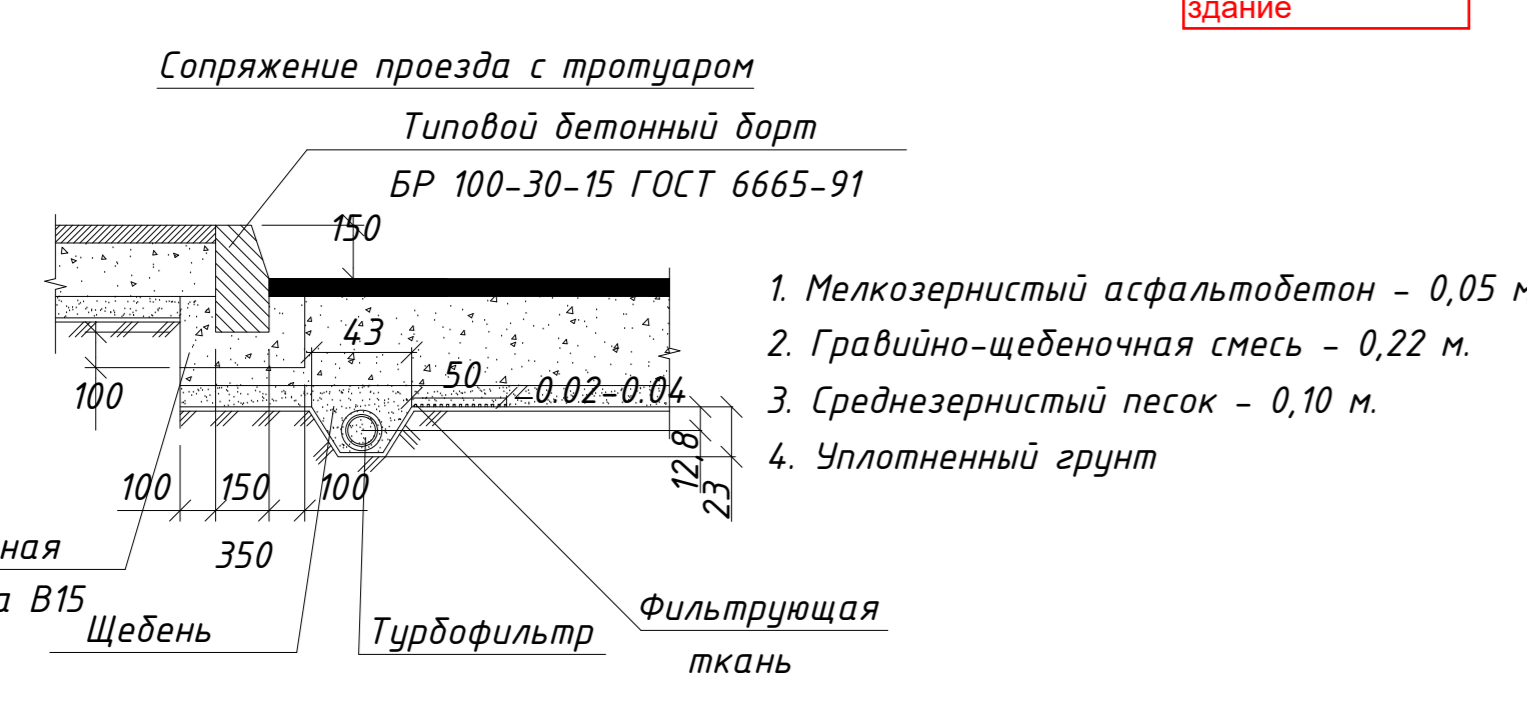 здание
Сопряжение проезда с тротуаром
Типовой бетонный борт
БР 100-30-15 ГОСТ 6665-91
150
1. Мелкозернистый асфальтобетон - 0,05 м
2. Гравийно-щебеночная смесь - 0,22 м.
3. Среднезернистый песок - 0,10 м.
4. Уплотненный грунт
43
50
0.02-0.04
100
12,8
23
100 150 100
350
ная
а В15
Щебень
Турбофильтр
Фильтрующая
ткань